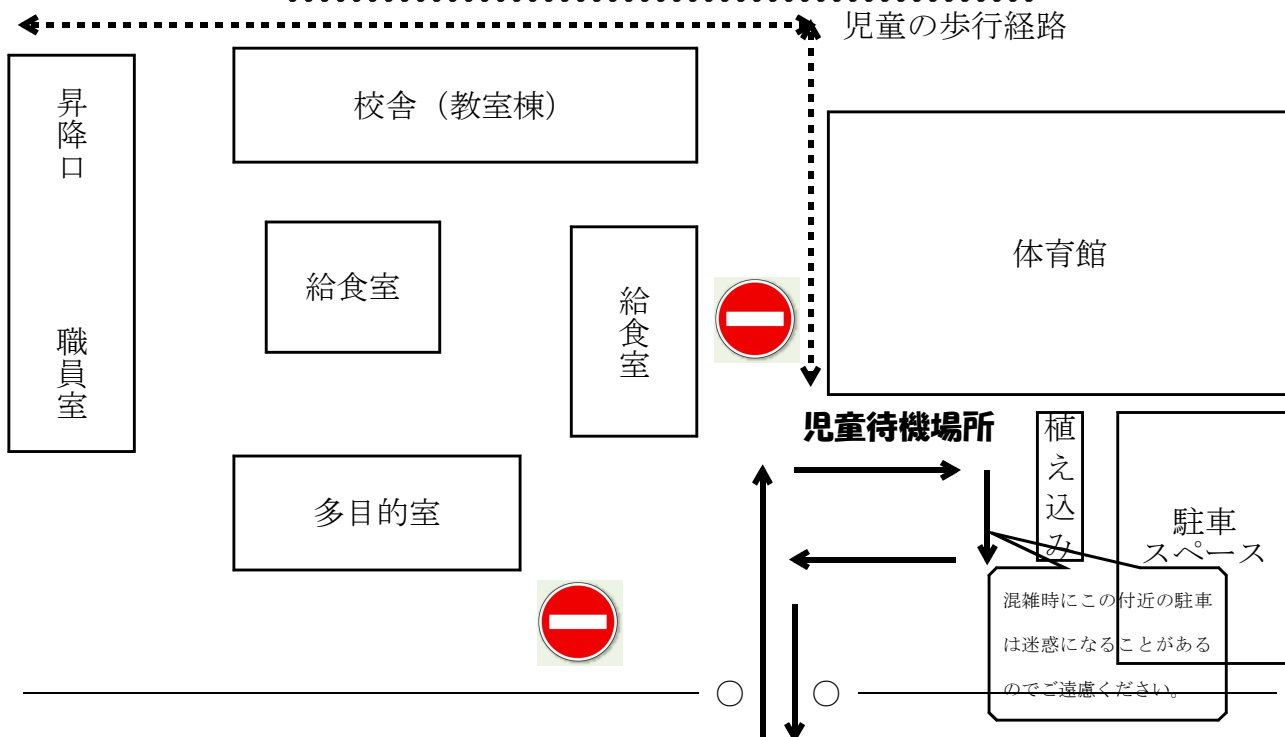 児童の歩行経路
昇降口
校舎（教室棟）
体育館
給食室
給食室
職員室
児童待機場所
植え込み
多目的室
駐車
スペース
混雑時にこの付近の駐車
は迷惑になることがある
のでご遠慮ください。